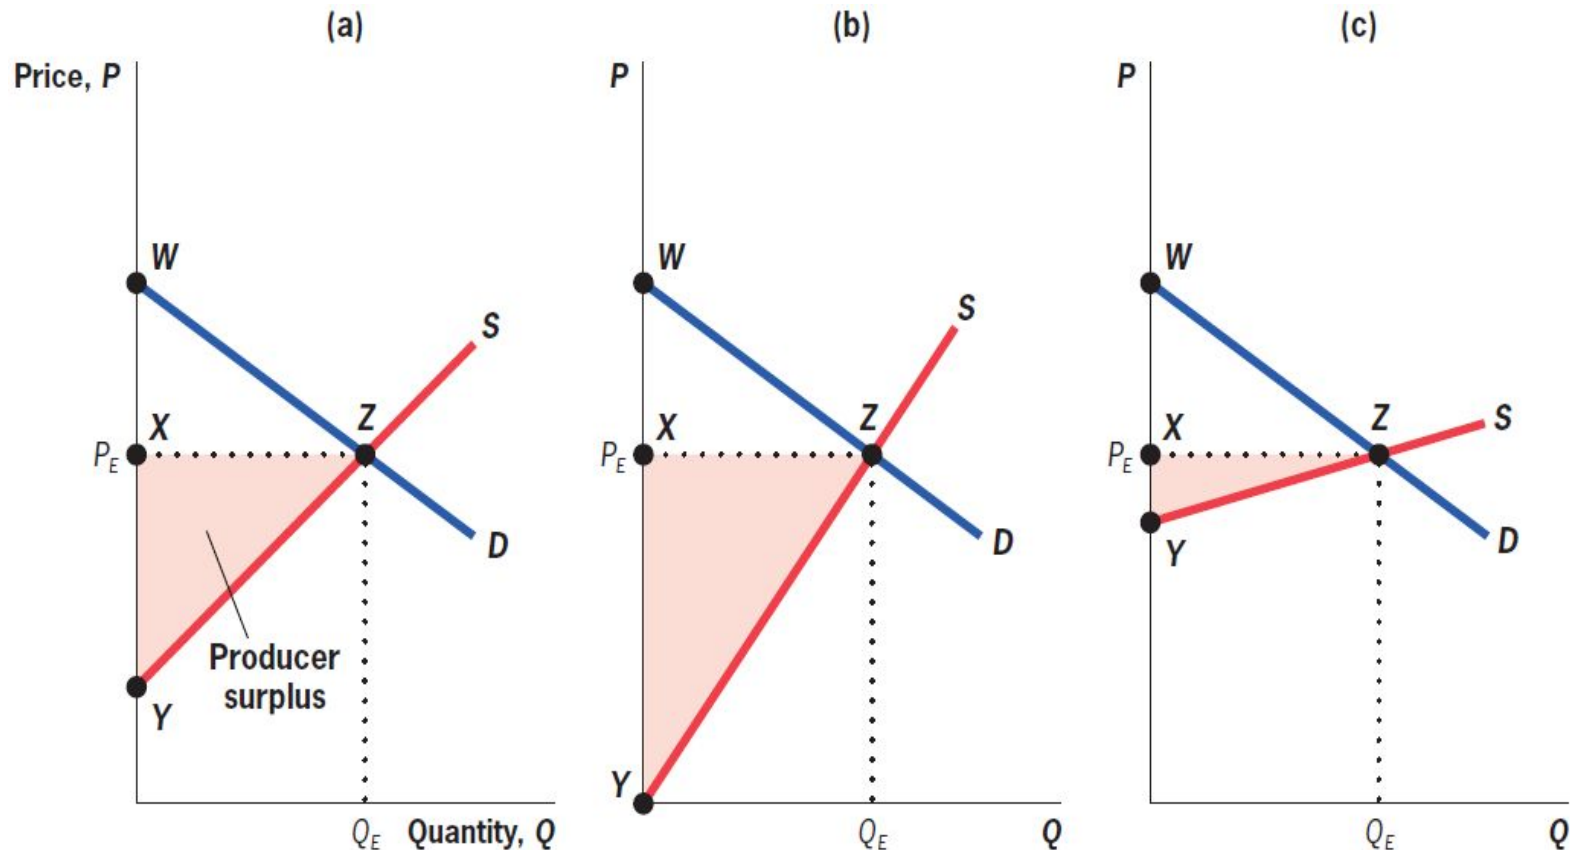 (a)
Price, P
W
S
X
Z
P_E
D
Producer
surplus
Y
Q_E Quantity, Q
(b)
P
W
S
X
Z
P_E
D
Y
Q_E Q
(c)
P
W
X
Z
S
P_E
Y
D
Q_E Q